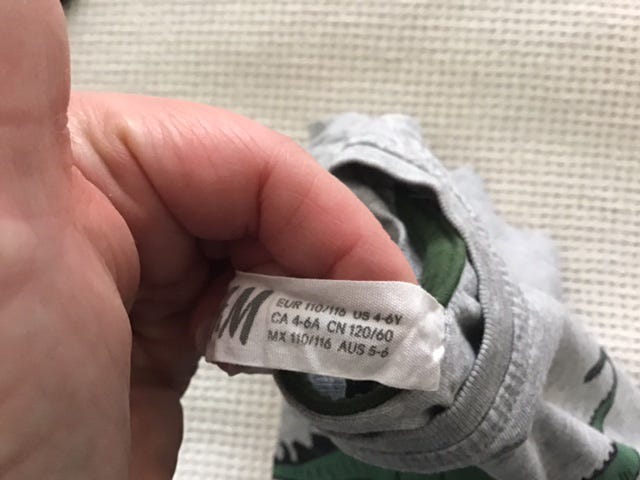 M
EUR 110/116 US 4-6Y
CA 4-6A CN 120/60
MX 110/116 AUS 5-6